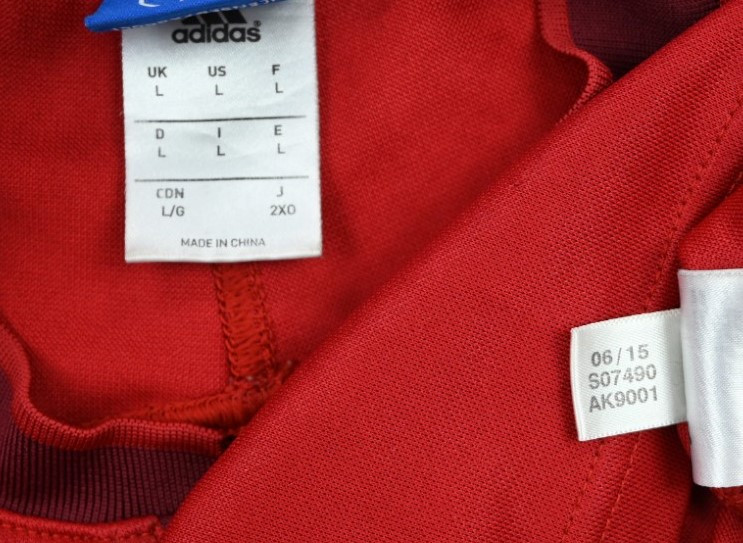 adidas
UK US F
L L L
D I E
L L L
CDN J
L/G 2XO
MADE IN CHINA
06/15
S07490
AK9001